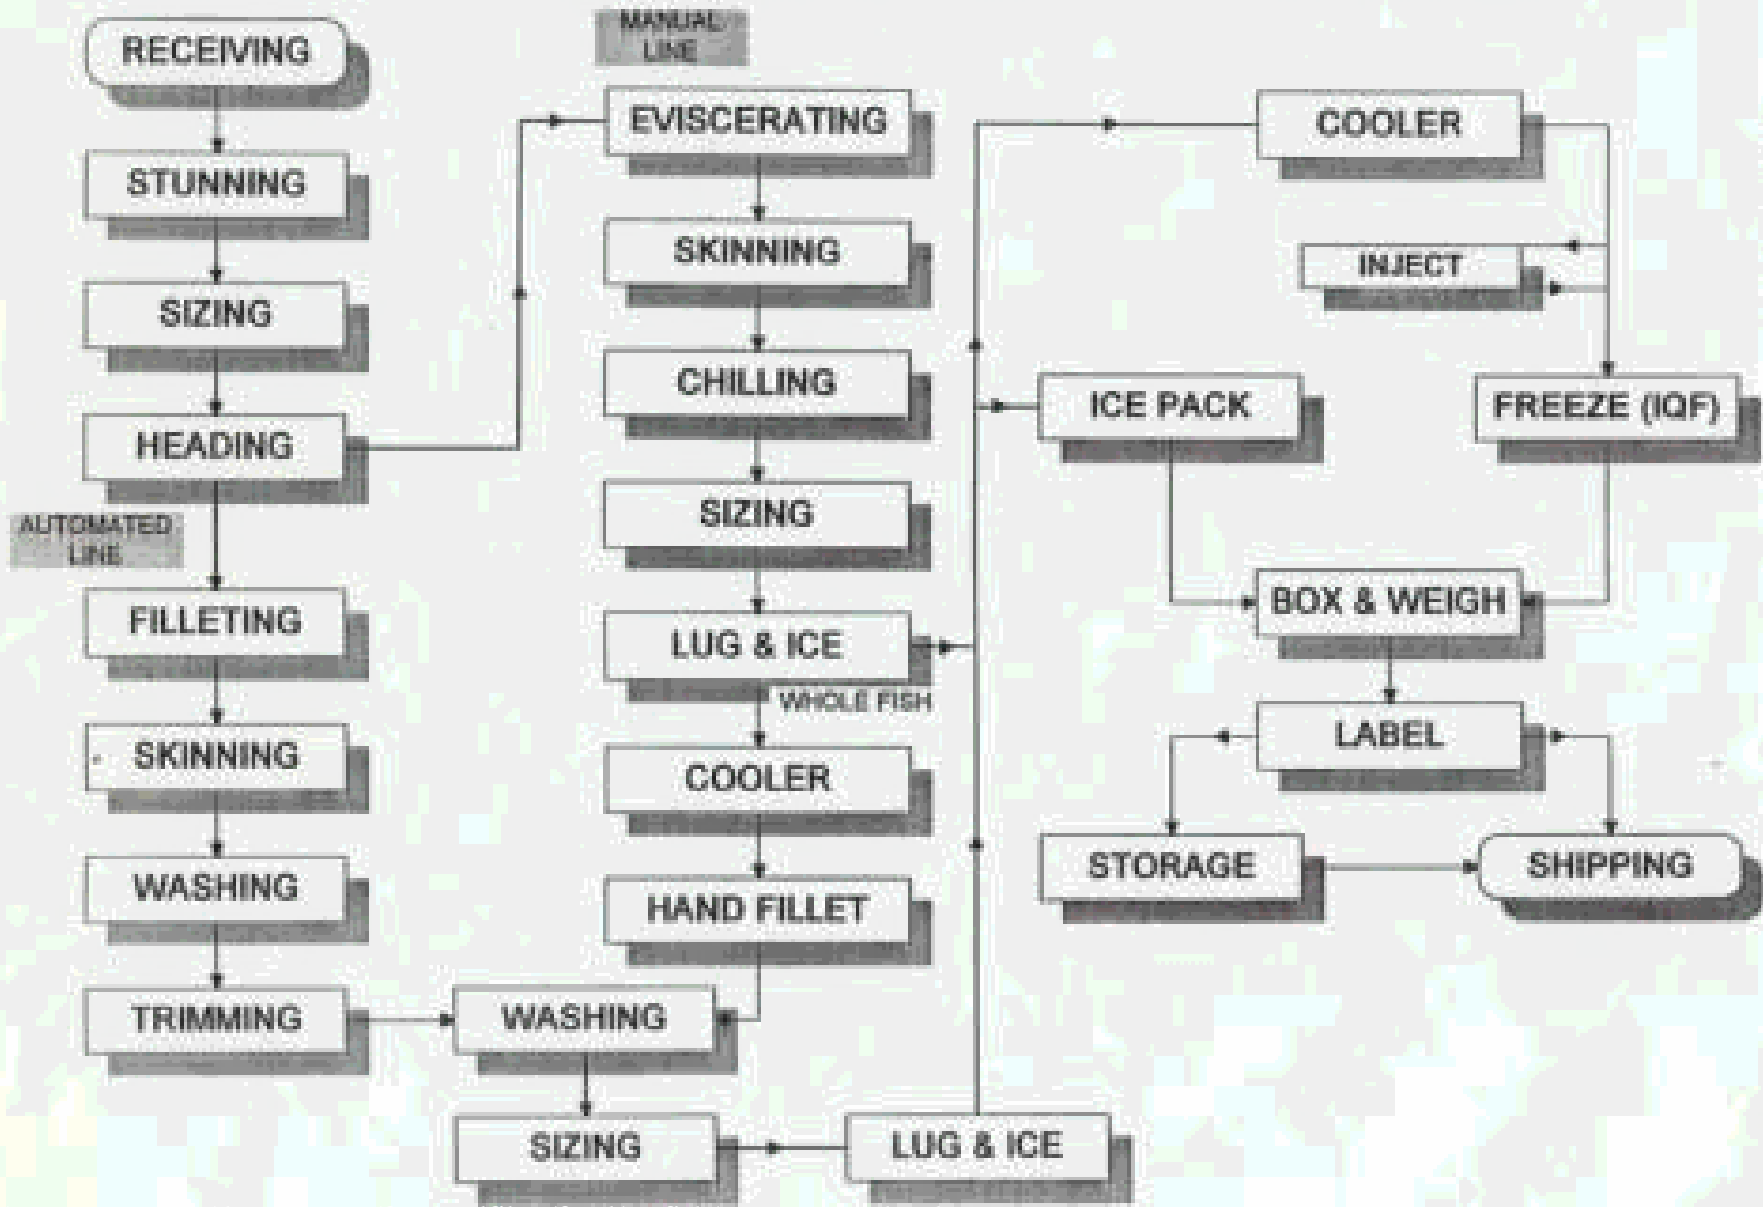 RECEIVING
STUNNING
SIZING
HEADING
AUTOMATED
LINE
FILLETING
SKINNING
WASHING
TRIMMING
MANUAL
LINE
EVISCERATING
SKINNING
CHILLING
SIZING
LUG & ICE
WHOLE FISH
COOLER
HAND FILLET
WASHING
SIZING
LUG & ICE
COOLER
INJECT
ICE PACK
FREEZE (IQF)
BOX & WEIGH
LABEL
STORAGE
SHIPPING